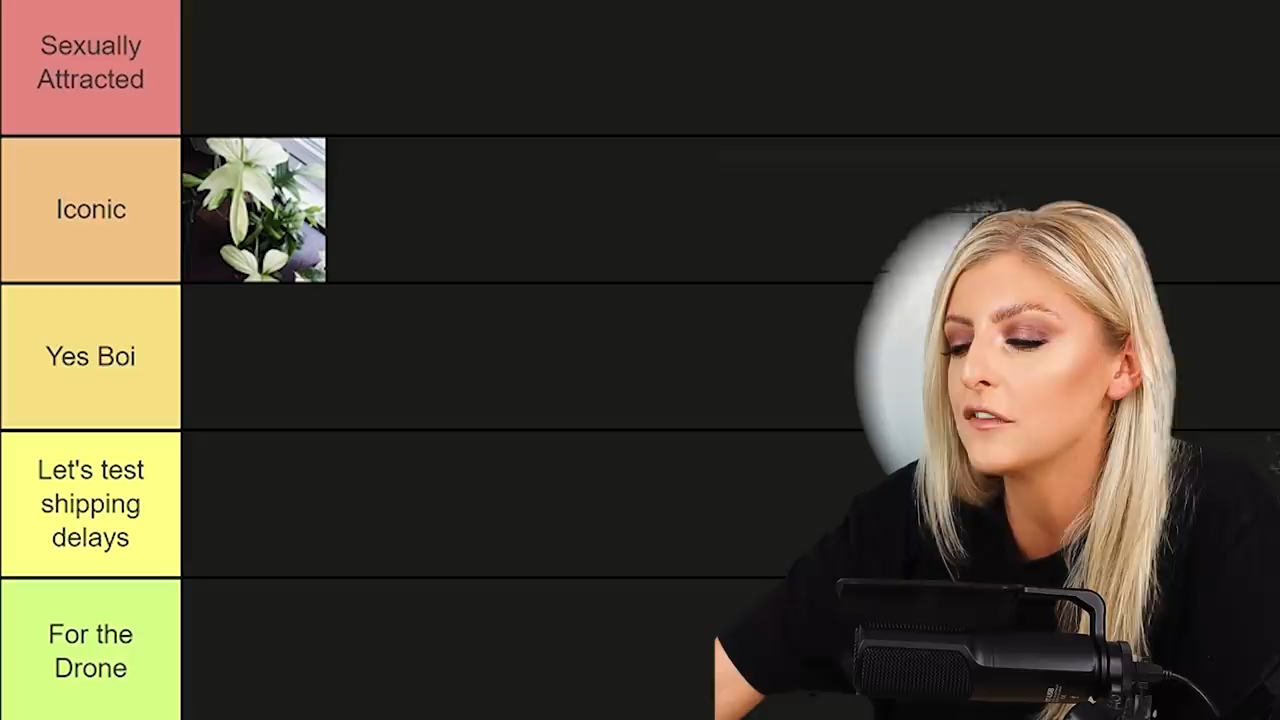 Sexually
Attracted
Iconic
Yes Boi
Let's test
shipping
delays
For the
Drone